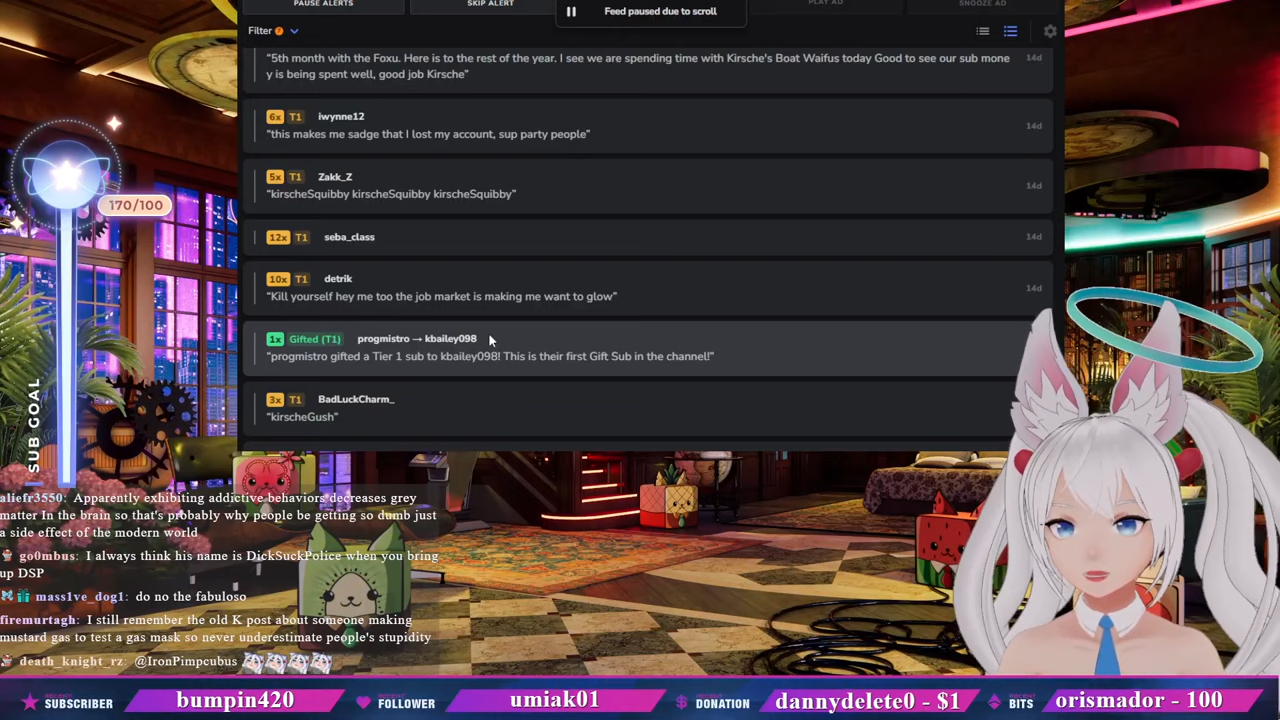 PAUSE ALERTS
SKIP ALERT
Feed paused due to scroll
PLAY AD
SNOOZE AD
Filter
"5th month with the Foxu. Here is to the rest of the year. I see we are spending time with Kirsche's Boat Waifus today Good to see our sub mone
14d
y is being spent well, good job Kirsche"
6x T1 iwynne12
"this makes me sadge that I lost my account, sup party people"
14d
5x T1 Zakk_Z
"kirscheSquibby kirscheSquibby kirscheSquibby"
14d
12x T1 seba_class
14d
10x T1 detrik
"Kill yourself hey me too the job market is making me want to glow"
14d
1x Gifted (T1) progmistro → kbailey098
"progmistro gifted a Tier 1 sub to kbailey098! This is their first Gift Sub in the channel!"
3x T1 BadLuckCharm_
"kirscheGush"
170/100
SUB GOAL
aliefr3550: Apparently exhibiting addictive behaviors decreases grey
matter In the brain so that's probably why people be getting so dumb just
a side effect of the modern world
go0mbus: I always think his name is DickSuckPolice when you bring
up DSP
mass1ve_dog1: do no the fabuloso
firemurtagh: I still remember the old K post about someone making
mustard gas to test a gas mask so never underestimate people's stupidity
death_knight_rz: @IronPimpcubus
RECENT
SUBSCRIBER
bumpin420
RECENT
FOLLOWER
umiak01
RECENT
DONATION
dannydelete0 - $1
RECENT
BITS
orismador - 100